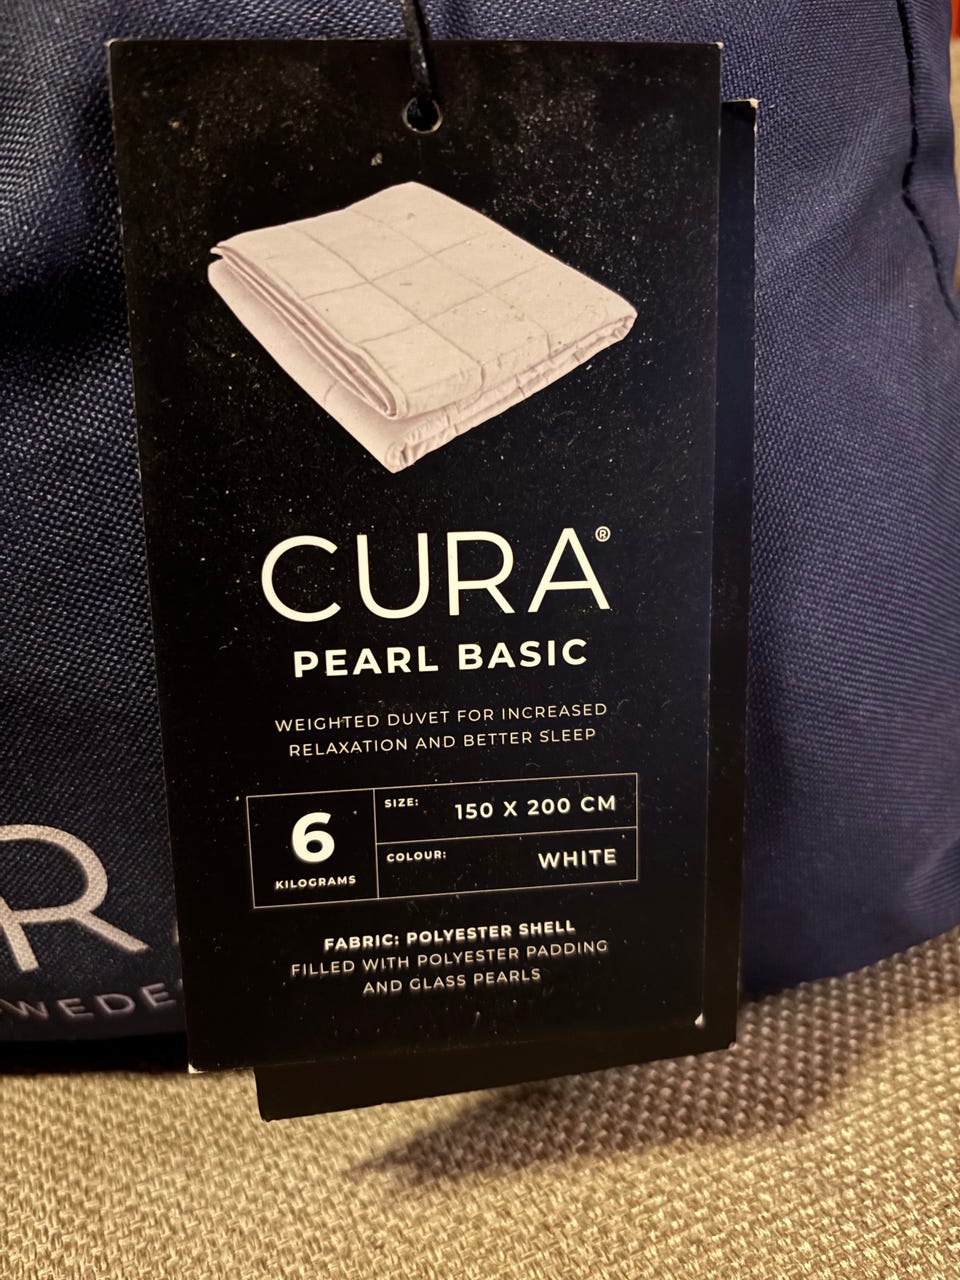 CURA®
PEARL BASIC
WEIGHTED DUVET FOR INCREASED
RELAXATION AND BETTER SLEEP
6
KILOGRAMS
SIZE: 150 X 200 CM
COLOUR: WHITE
FABRIC: POLYESTER SHELL
FILLED WITH POLYESTER PADDING
AND GLASS PEARLS
R
WEDE